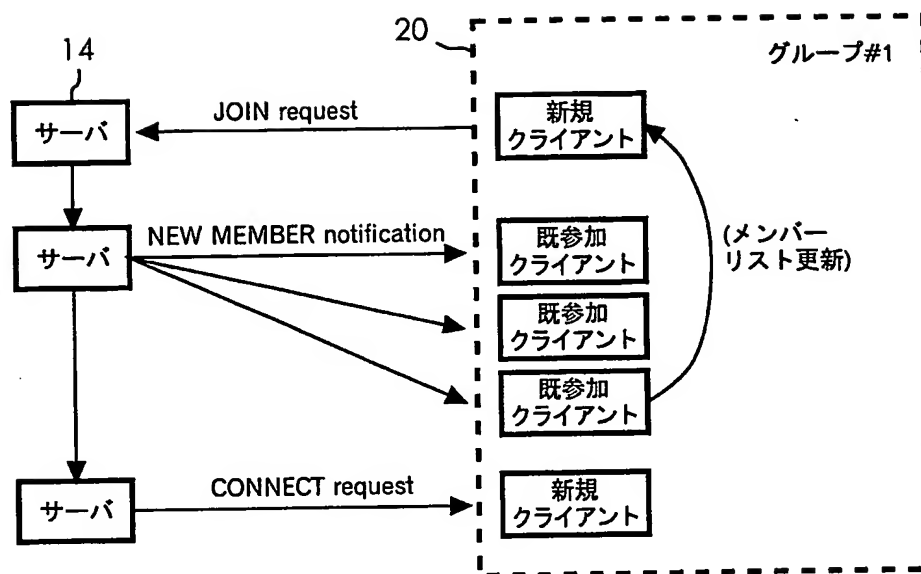 20
グループ#1
14
サーバ
JOIN request
新規
クライアント
サーバ
NEW MEMBER notification
既参加
クライアント
(メンバー
リスト更新)
既参加
クライアント
既参加
クライアント
サーバ
CONNECT request
新規
クライアント